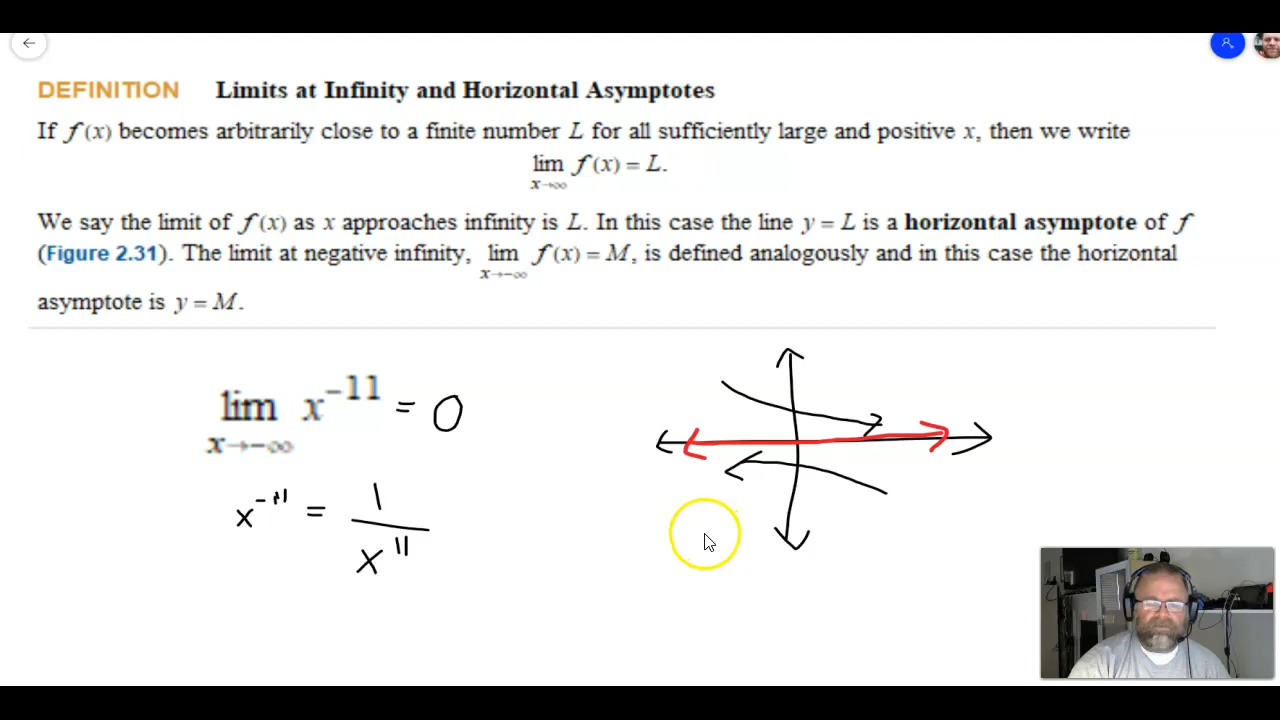 DEFINITION Limits at Infinity and Horizontal Asymptotes
If f(x) becomes arbitrarily close to a finite number L for all sufficiently large and positive x, then we write
lim f(x) = L.
x→∞
We say the limit of f(x) as x approaches infinity is L. In this case the line y = L is a horizontal asymptote of f
(Figure 2.31). The limit at negative infinity, lim f(x) = M, is defined analogously and in this case the horizontal
x→−∞
asymptote is y = M.
lim x^−11 = 0
x→−∞
x^−11 = 1/x^11